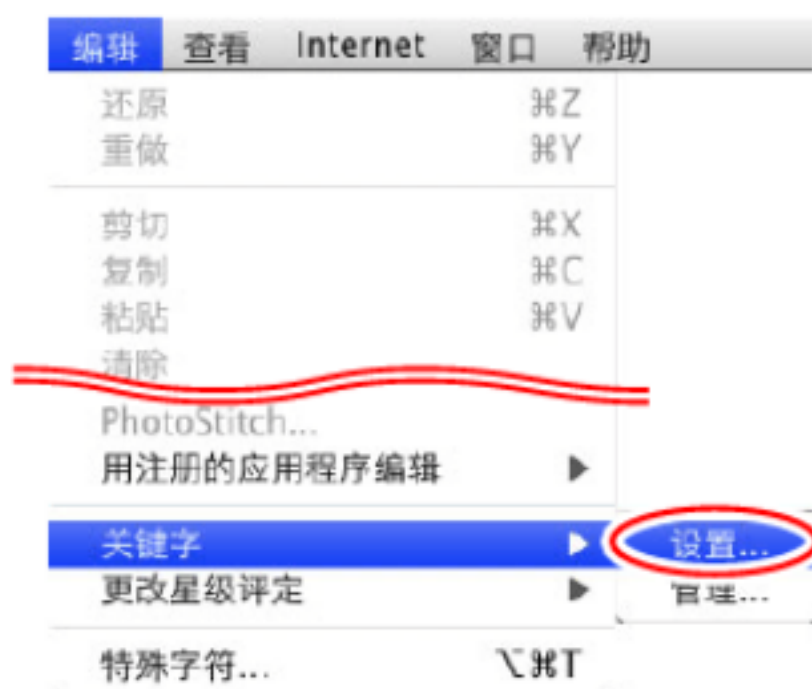 编辑 查看 Internet 窗口 帮助
还原 ⌘Z
重做 ⌘Y
剪切 ⌘X
复制 ⌘C
粘贴 ⌘V
清除
PhotoStitch...
用注册的应用程序编辑 ▶
关键字 ▶ 设置...
更改星级评定 ▶ 管理...
特殊字符... ⌥⌘T